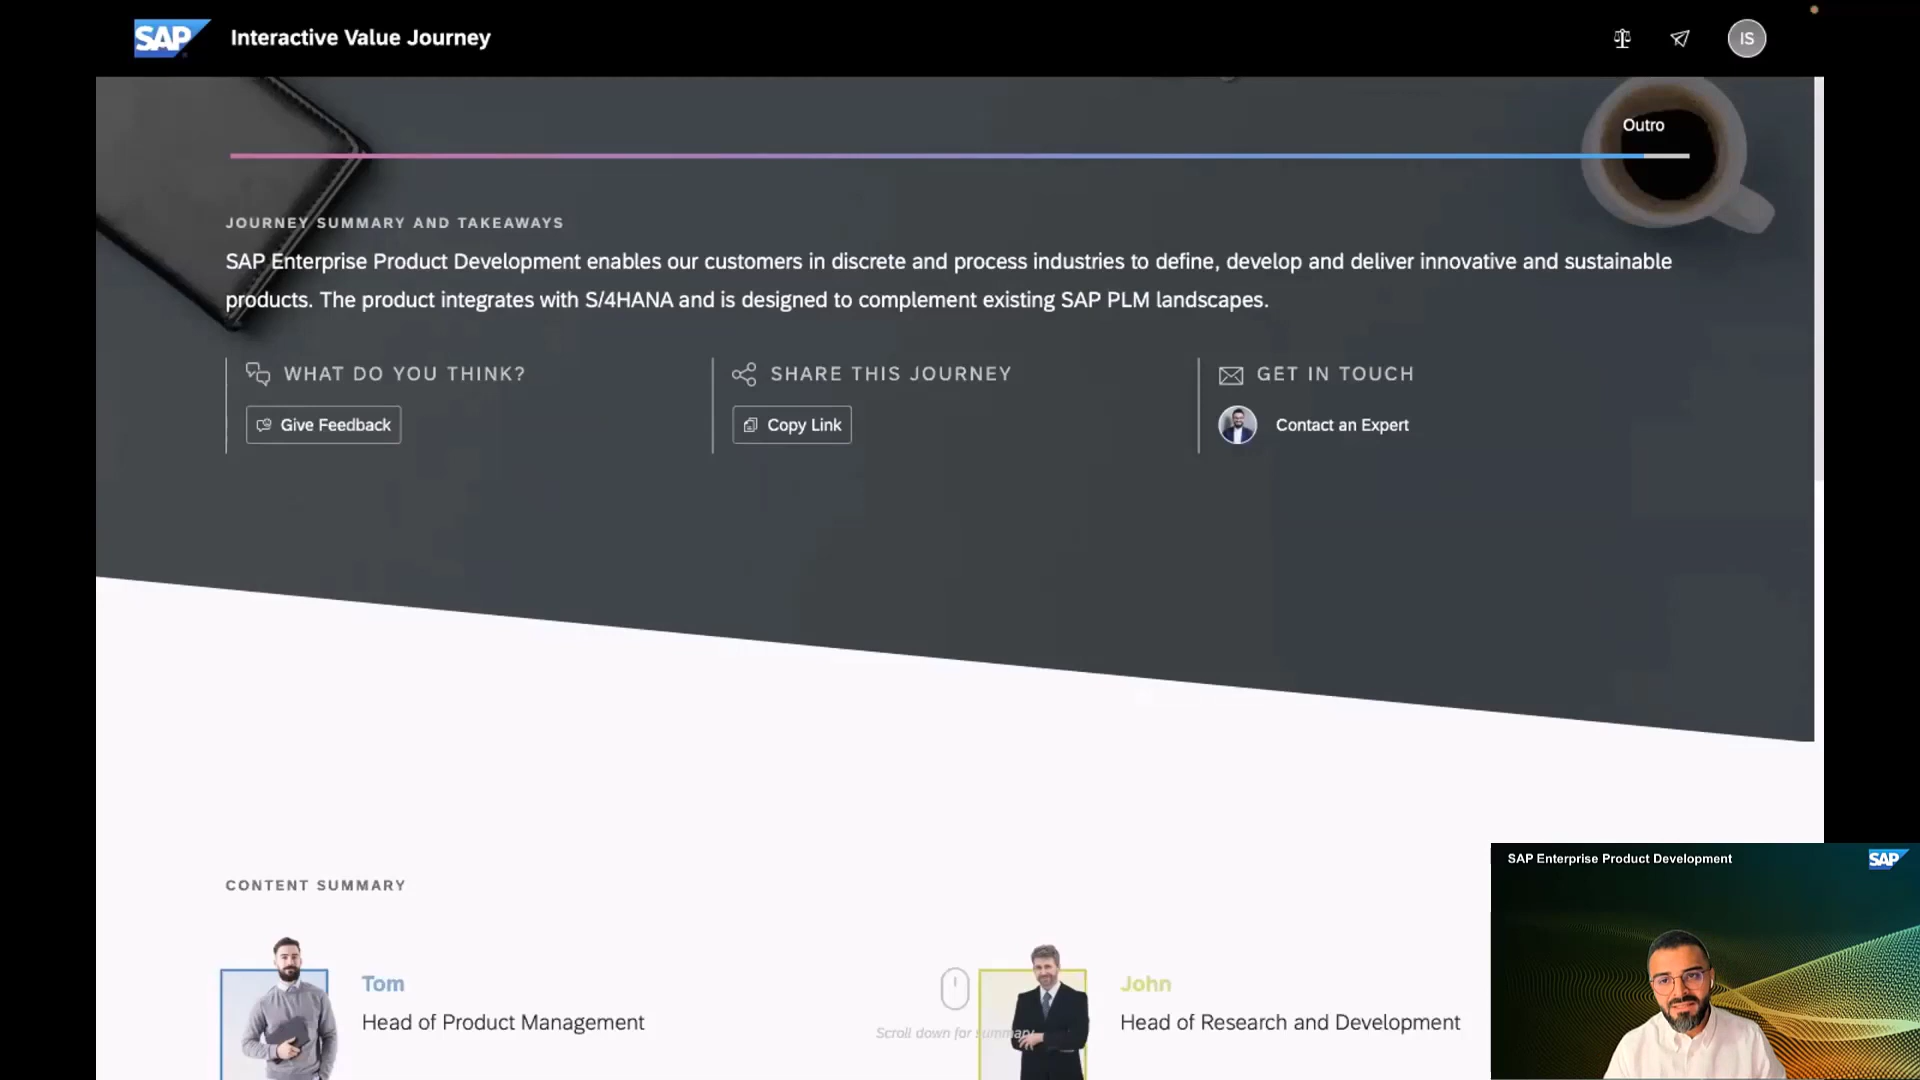 SAP Interactive Value Journey IS
Outro
JOURNEY SUMMARY AND TAKEAWAYS
SAP Enterprise Product Development enables our customers in discrete and process industries to define, develop and deliver innovative and sustainable
products. The product integrates with S/4HANA and is designed to complement existing SAP PLM landscapes.
WHAT DO YOU THINK?
Give Feedback
SHARE THIS JOURNEY
Copy Link
GET IN TOUCH
Contact an Expert
CONTENT SUMMARY
Tom
Head of Product Management
Scroll down for summary
John
Head of Research and Development
SAP Enterprise Product Development SAP